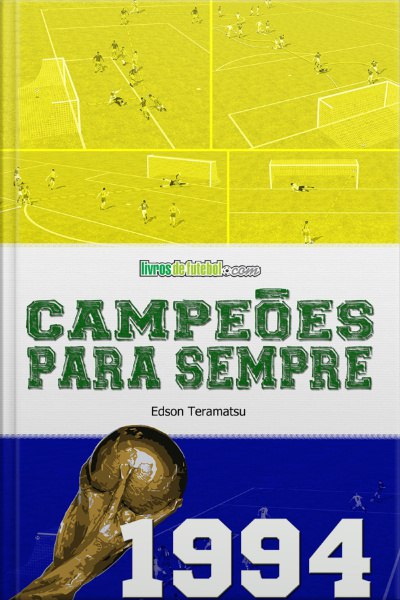 livrosdefutebol.com
CAMPEÕES
PARA SEMPRE
Edson Teramatsu
1994